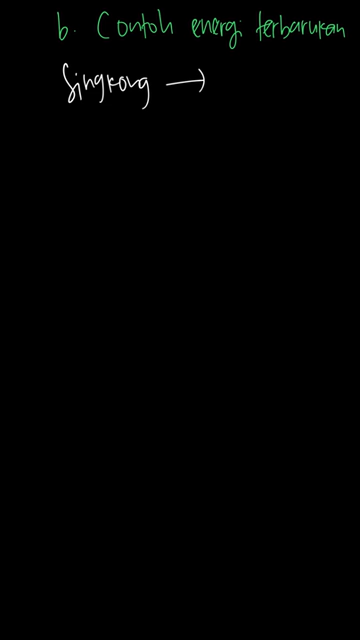 b. Contoh energi terbarukan
Singkong →